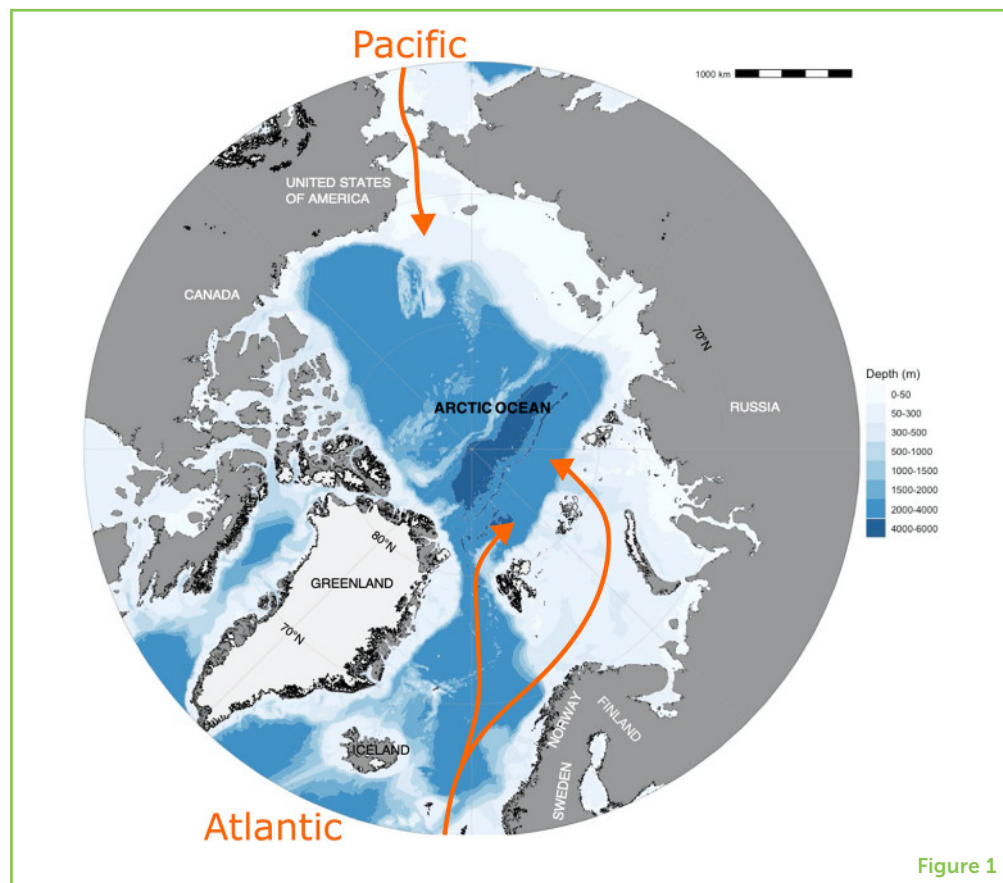 Pacific
1000 km
UNITED STATES
OF AMERICA
CANADA
70°N
Depth (m)
0-50
50-300
300-500
500-1000
1000-1500
1500-2000
2000-4000
4000-6000
ARCTIC OCEAN
RUSSIA
80°N
GREENLAND
70°N
ICELAND
NORWAY
FINLAND
SWEDEN
Atlantic
Figure 1